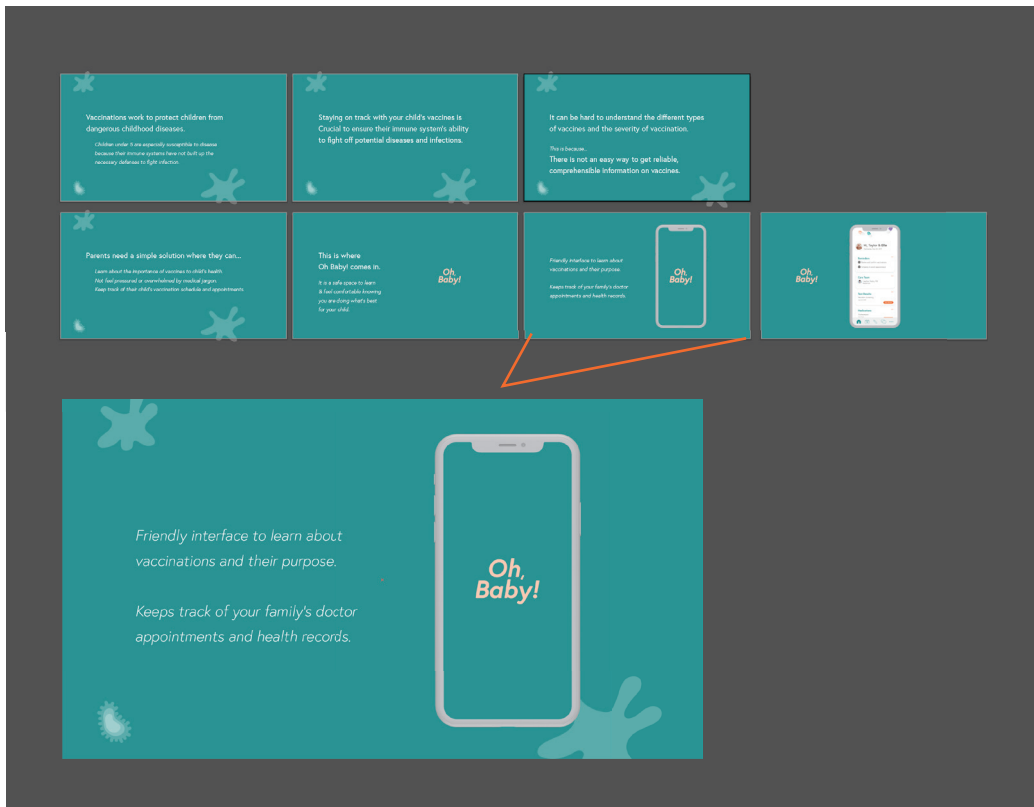 Vaccinations work to protect children from
dangerous childhood diseases.
Children under 5 are especially susceptible to disease
because their immune systems have not built up the
necessary defenses to fight infection.
Staying on track with your child's vaccines is
Crucial to ensure their immune system's ability
to fight off potential diseases and infections.
It can be hard to understand the different types
of vaccines and the severity of vaccination.
This is because..
There is not an easy way to get reliable,
comprehensible information on vaccines.
Parents need a simple solution where they can...
Learn about the importance of vaccines to child's health.
Not feel pressured or overwhelmed by medical jargon.
Keep track of their child's vaccination schedule and appointments.
This is where
Oh Baby! comes in.
It is a safe space to learn
& feel comfortable knowing
you are doing what's best
for your child.
Oh,
Baby!
Friendly interface to learn about
vaccinations and their purpose.
Keeps track of your family's doctor
appointments and health records.
Oh,
Baby!
Oh,
Baby!
Friendly interface to learn about
vaccinations and their purpose.
Keeps track of your family's doctor
appointments and health records.
Oh,
Baby!